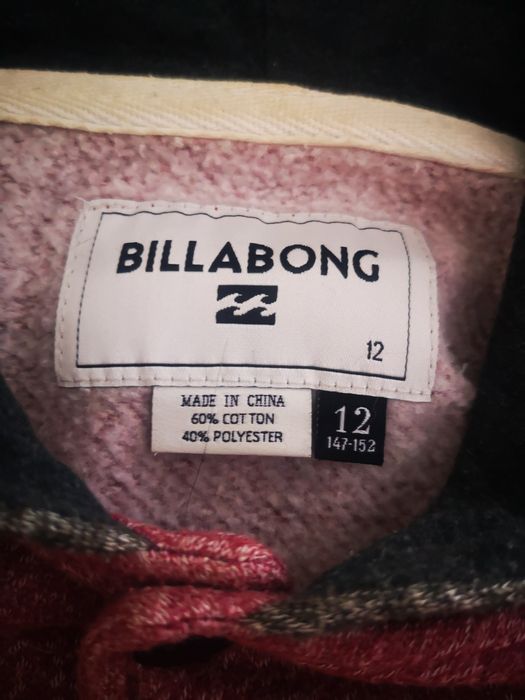 BILLABONG
12
MADE IN CHINA
60% COTTON
40% POLYESTER
12
147-152